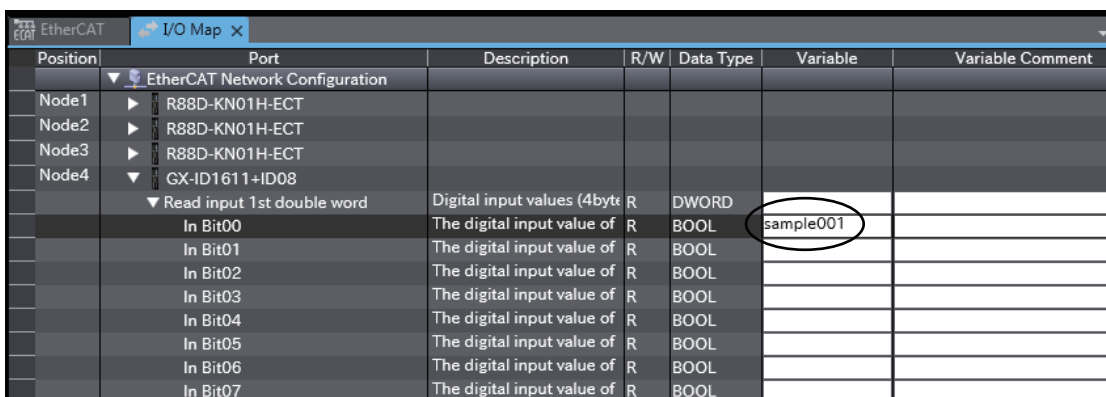 EtherCAT I/O Map
Position Port Description R/W Data Type Variable Variable Comment
EtherCAT Network Configuration
Node1 R88D-KN01H-ECT
Node2 R88D-KN01H-ECT
Node3 R88D-KN01H-ECT
Node4 GX-ID1611+ID08
Read input 1st double word Digital input values (4byte R DWORD
In Bit00 The digital input value of R BOOL sample001
In Bit01 The digital input value of R BOOL
In Bit02 The digital input value of R BOOL
In Bit03 The digital input value of R BOOL
In Bit04 The digital input value of R BOOL
In Bit05 The digital input value of R BOOL
In Bit06 The digital input value of R BOOL
In Bit07 The digital input value of R BOOL